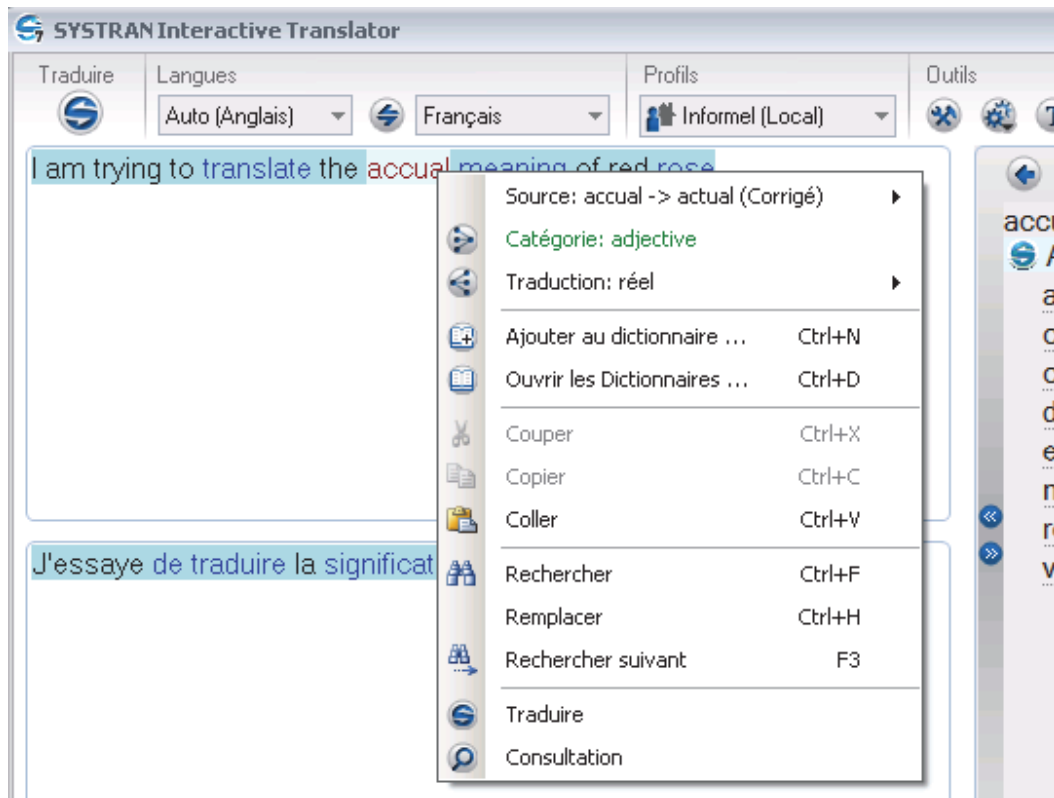 SYSTRAN Interactive Translator
Traduire Langues Profils Outils
Auto (Anglais) Français Informel (Local)
I am trying to translate the accual meaning of red rose
Source: accual -> actual (Corrigé)
Catégorie: adjective
Traduction: réel
Ajouter au dictionnaire ... Ctrl+N
Ouvrir les Dictionnaires ... Ctrl+D
Couper Ctrl+X
Copier Ctrl+C
Coller Ctrl+V
J'essaye de traduire la significat
Rechercher Ctrl+F
Remplacer Ctrl+H
Rechercher suivant F3
Traduire
Consultation